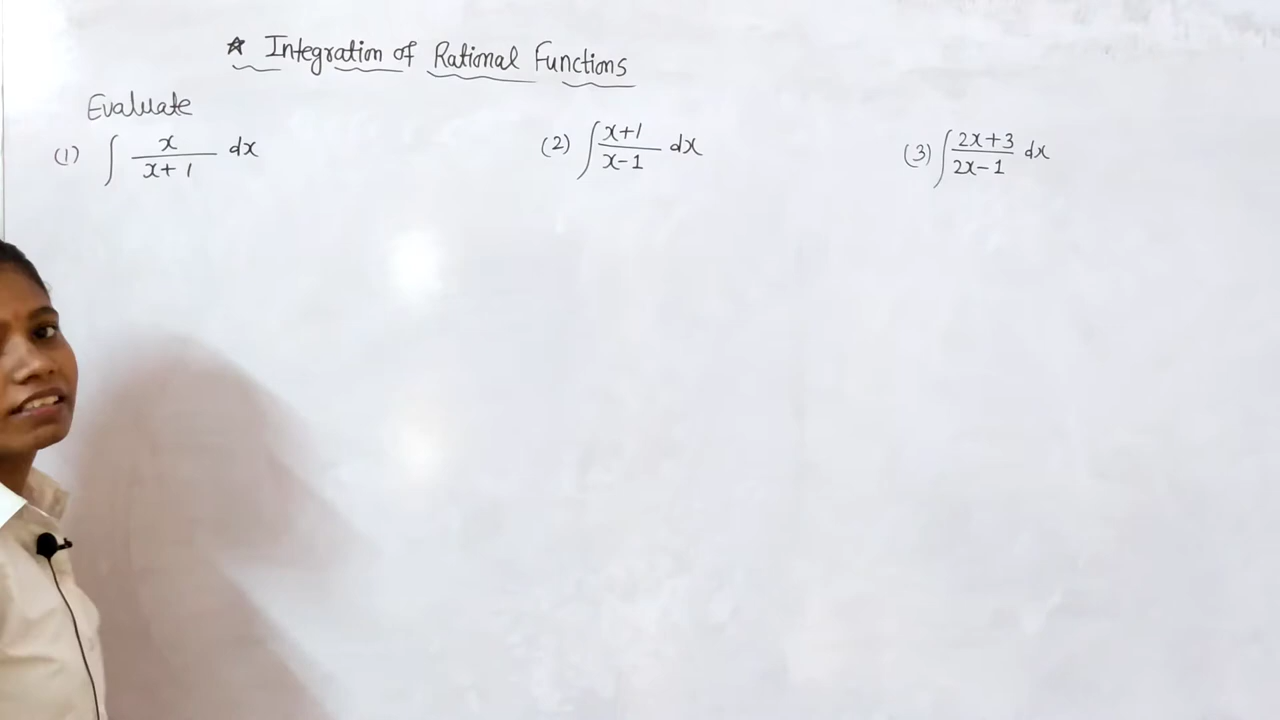 * Integration of Rational Functions
Evaluate
(1) ∫ x/(x+1) dx
(2) ∫ (x+1)/(x-1) dx
(3) ∫ (2x+3)/(2x-1) dx